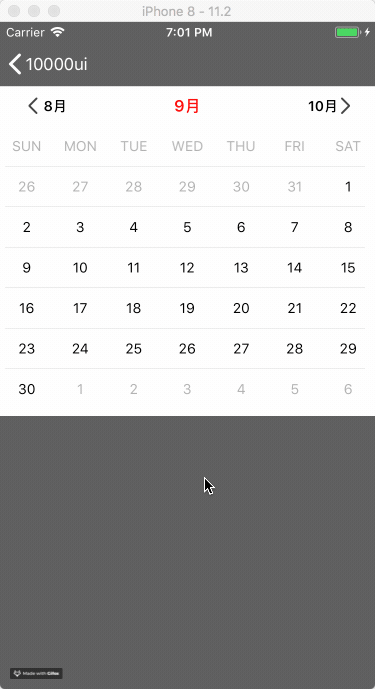 iPhone 8 - 11.2
Carrier 7:01 PM
10000ui
8月 9月 10月
SUN MON TUE WED THU FRI SAT
26 27 28 29 30 31 1
2 3 4 5 6 7 8
9 10 11 12 13 14 15
16 17 18 19 20 21 22
23 24 25 26 27 28 29
30 1 2 3 4 5 6
Made with Gifox